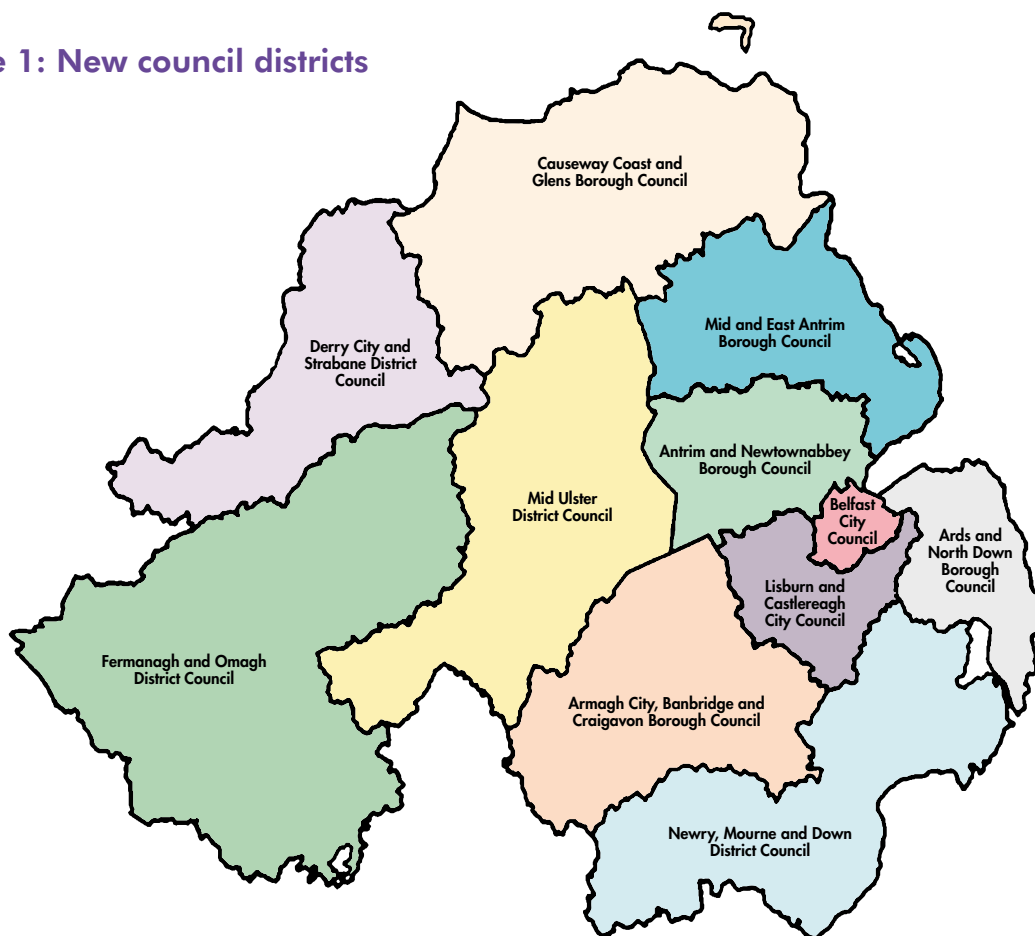 e 1: New council districts
Causeway Coast and
Glens Borough Council
Mid and East Antrim
Borough Council
Derry City and
Strabane District
Council
Antrim and Newtownabbey
Borough Council
Mid Ulster
District Council
Belfast
City
Council
Ards and
North Down
Borough
Council
Lisburn and
Castlereagh
City Council
Fermanagh and Omagh
District Council
Armagh City, Banbridge and
Craigavon Borough Council
Newry, Mourne and Down
District Council